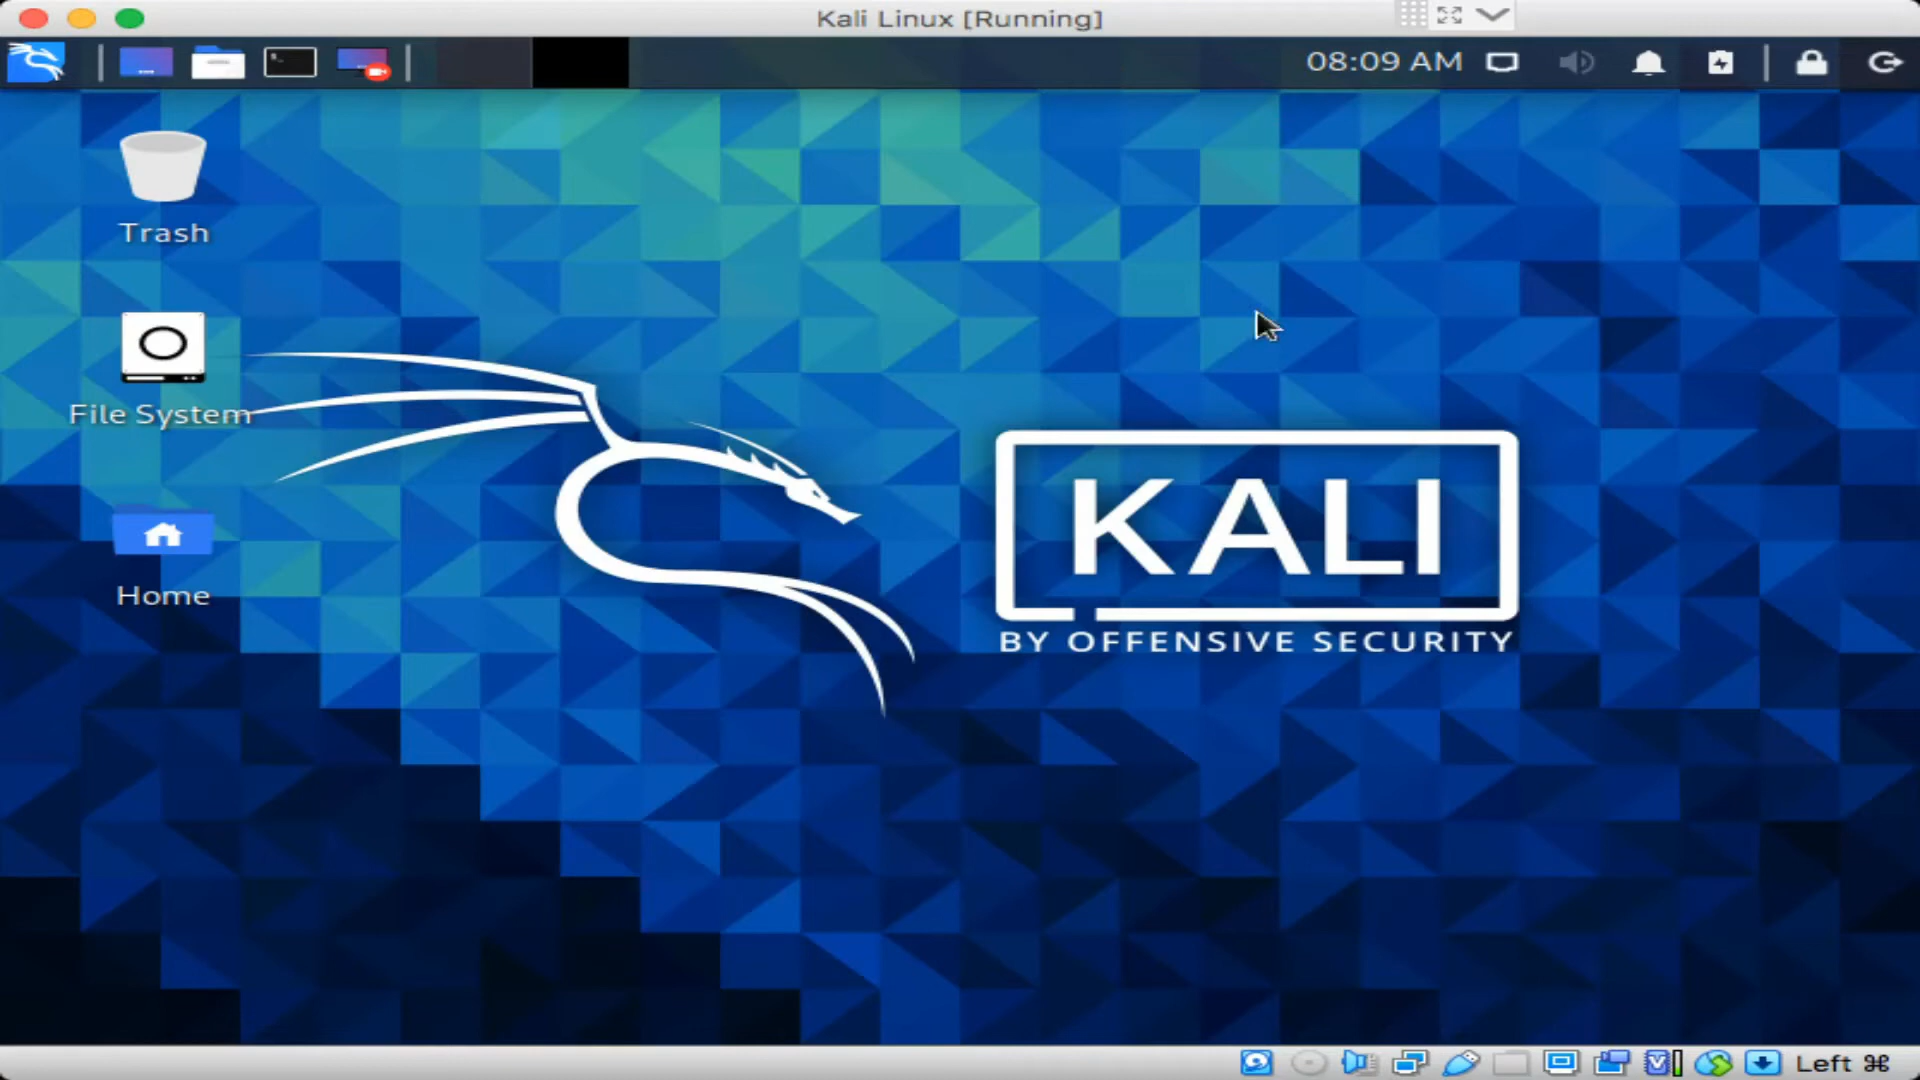 Kali Linux [Running]
08:09 AM
Trash
File System
Home
KALI
BY OFFENSIVE SECURITY
Left ⌘